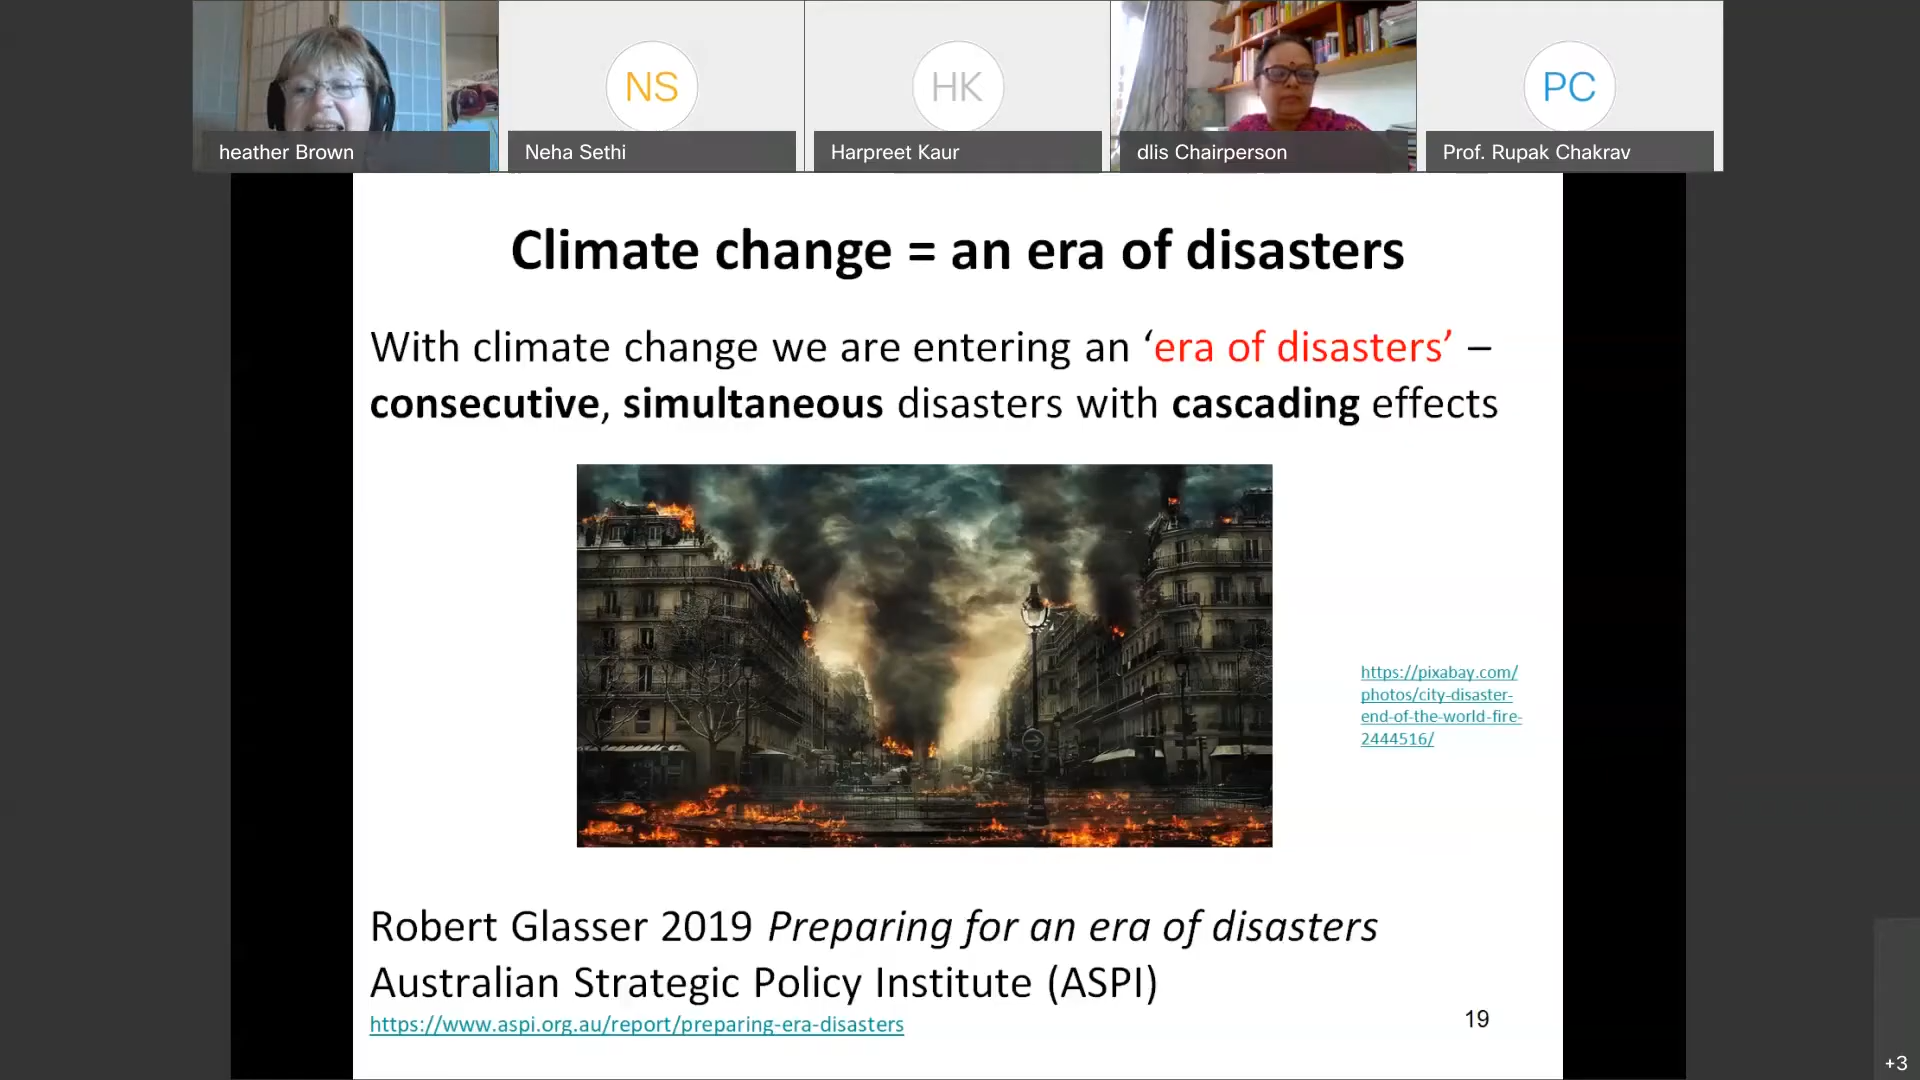 NS
HK
PC
heather Brown
Neha Sethi
Harpreet Kaur
dlis Chairperson
Prof. Rupak Chakrav
Climate change = an era of disasters
With climate change we are entering an ‘era of disasters’ –
consecutive, simultaneous disasters with cascading effects
https://pixabay.com/
photos/city-disaster-
end-of-the-world-fire-
2444516/
Robert Glasser 2019 Preparing for an era of disasters
Australian Strategic Policy Institute (ASPI)
https://www.aspi.org.au/report/preparing-era-disasters
19
+3